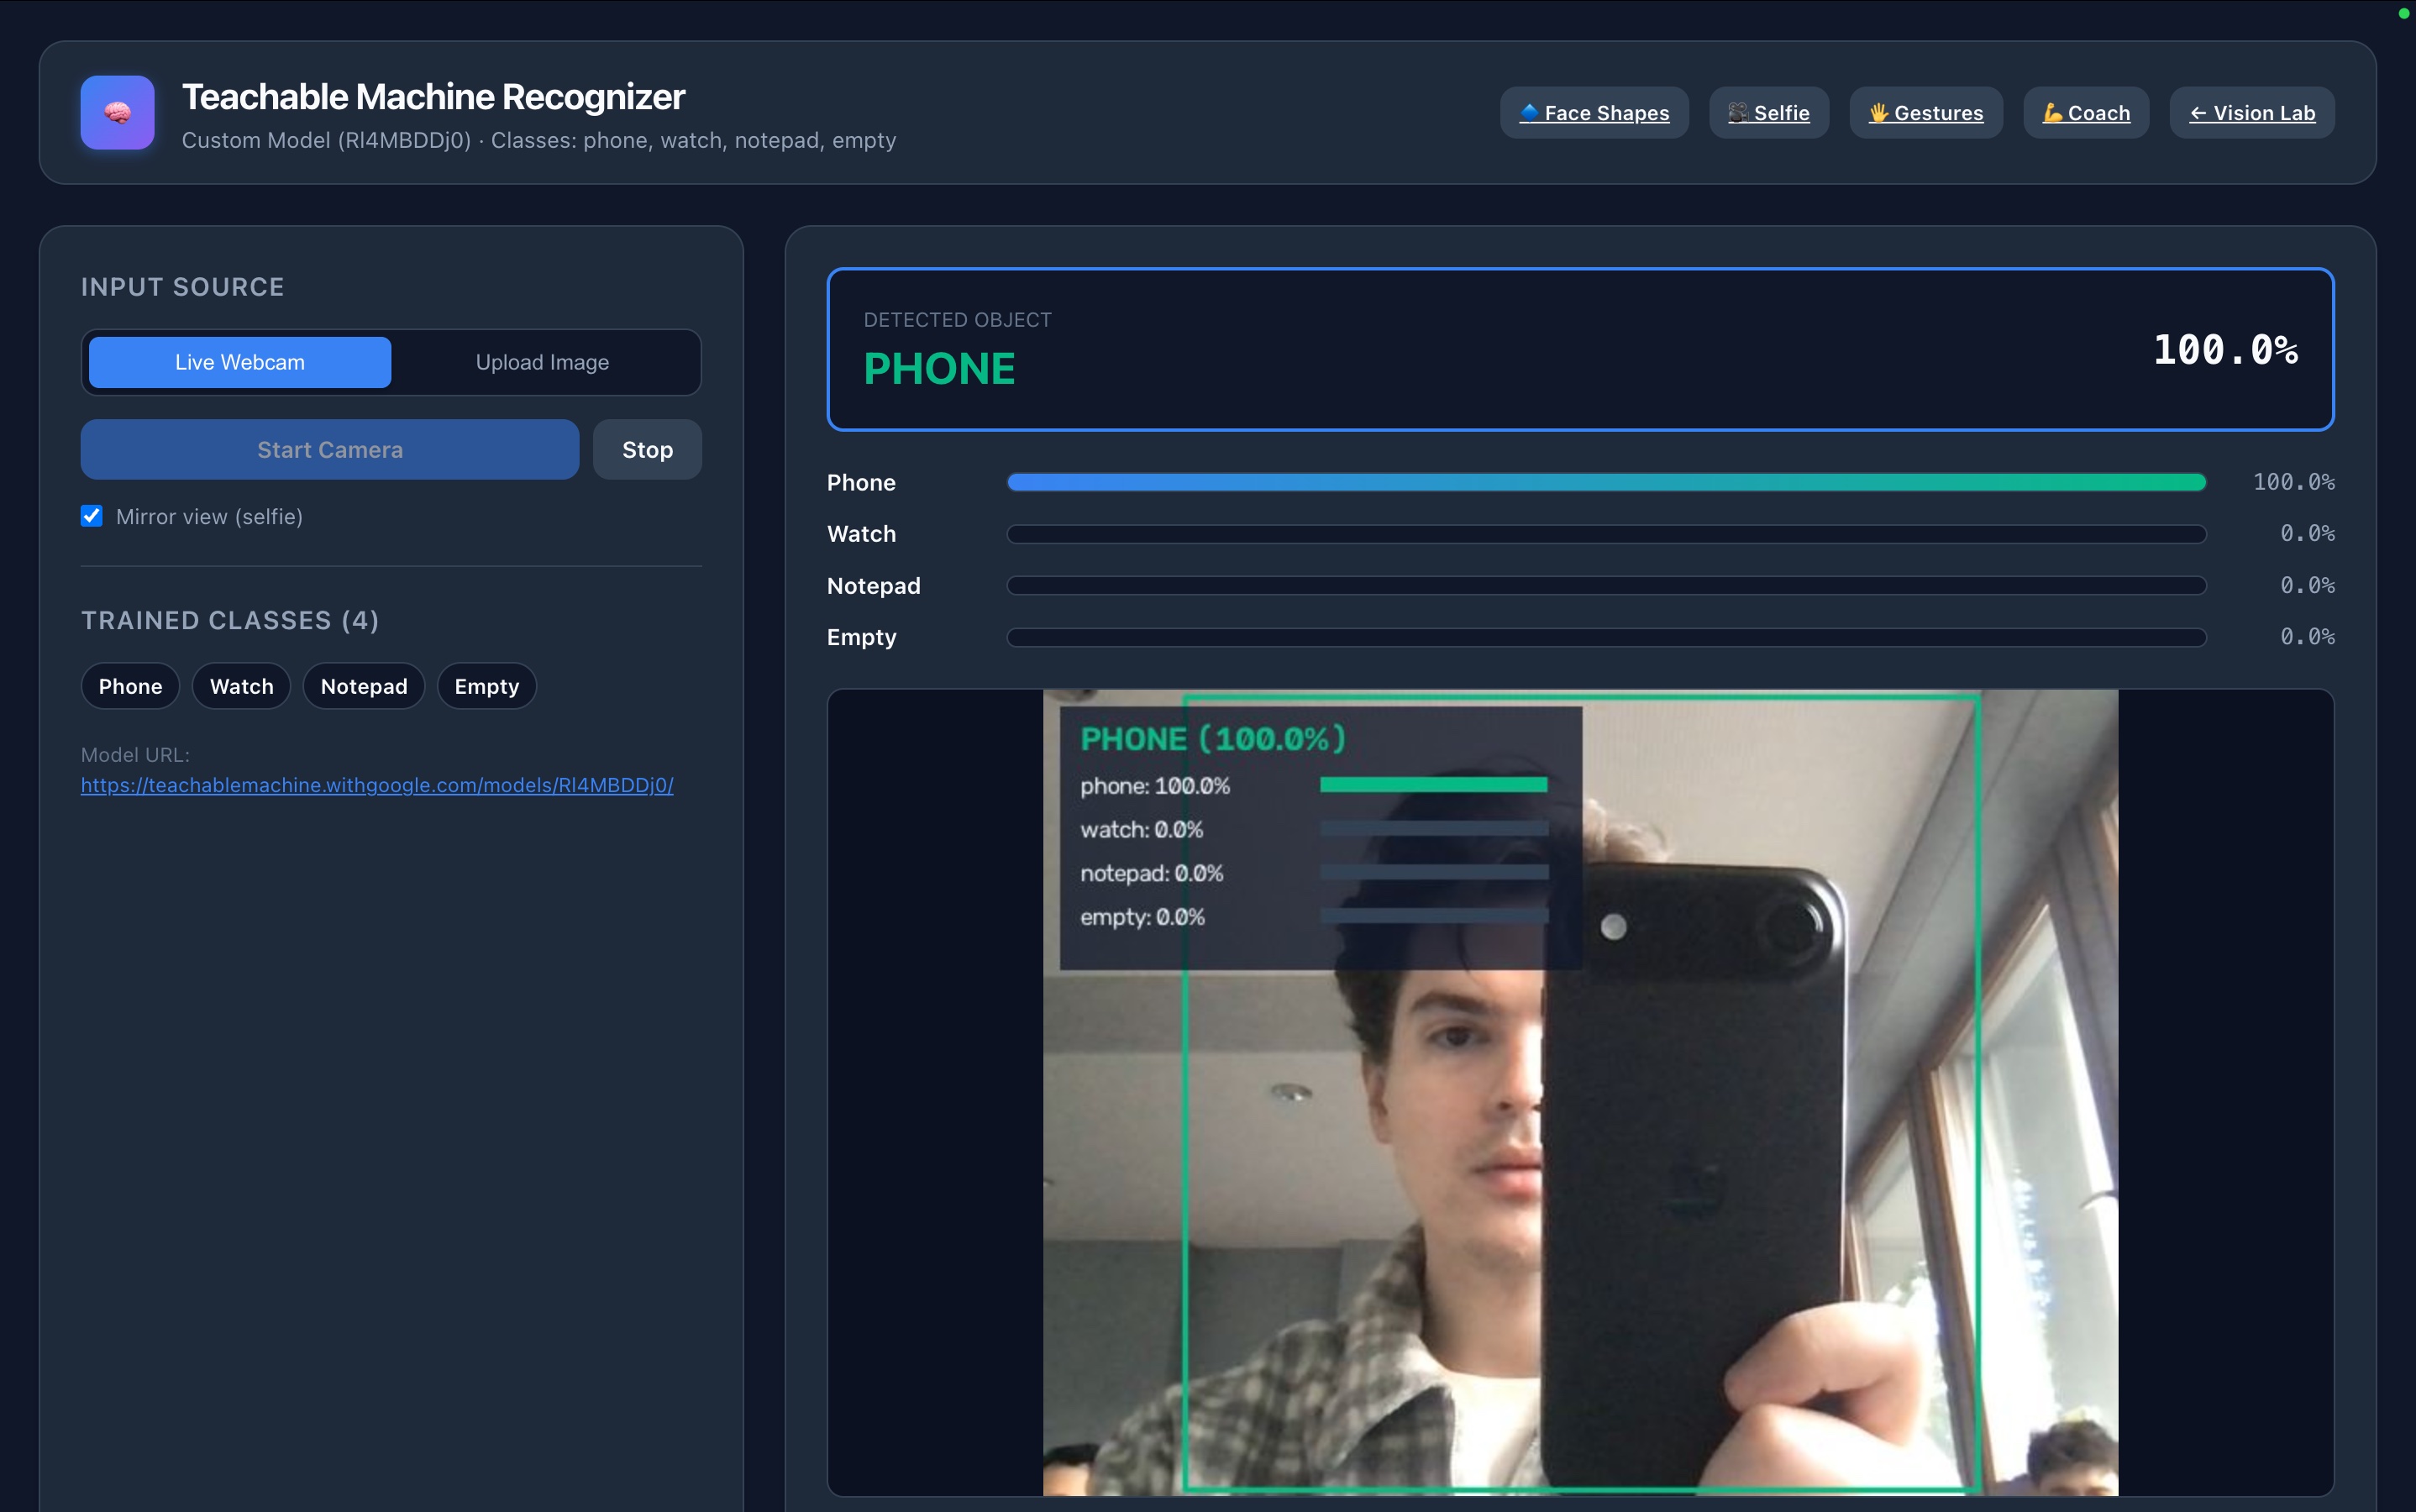 Teachable Machine Recognizer
Custom Model (Rl4MBDDj0) · Classes: phone, watch, notepad, empty
Face Shapes
Selfie
Gestures
Coach
← Vision Lab
INPUT SOURCE
Live Webcam
Upload Image
Start Camera
Stop
Mirror view (selfie)
TRAINED CLASSES (4)
Phone
Watch
Notepad
Empty
Model URL:
https://teachablemachine.withgoogle.com/models/Rl4MBDDj0/
DETECTED OBJECT
PHONE
100.0%
Phone 100.0%
Watch 0.0%
Notepad 0.0%
Empty 0.0%
PHONE (100.0%)
phone: 100.0%
watch: 0.0%
notepad: 0.0%
empty: 0.0%